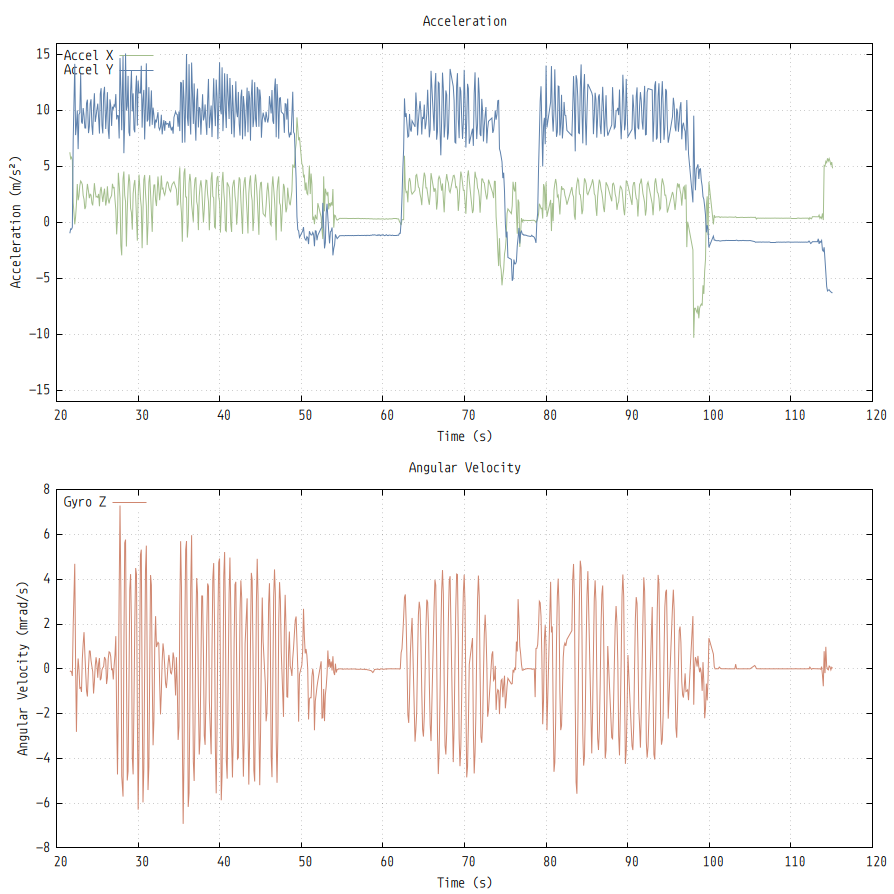 Acceleration
Accel X
Accel Y
Acceleration (m/s²)
15
10
5
0
−5
−10
−15
20 30 40 50 60 70 80 90 100 110 120
Time (s)
Angular Velocity
Gyro Z
Angular Velocity (mrad/s)
8
6
4
2
0
−2
−4
−6
−8
20 30 40 50 60 70 80 90 100 110 120
Time (s)